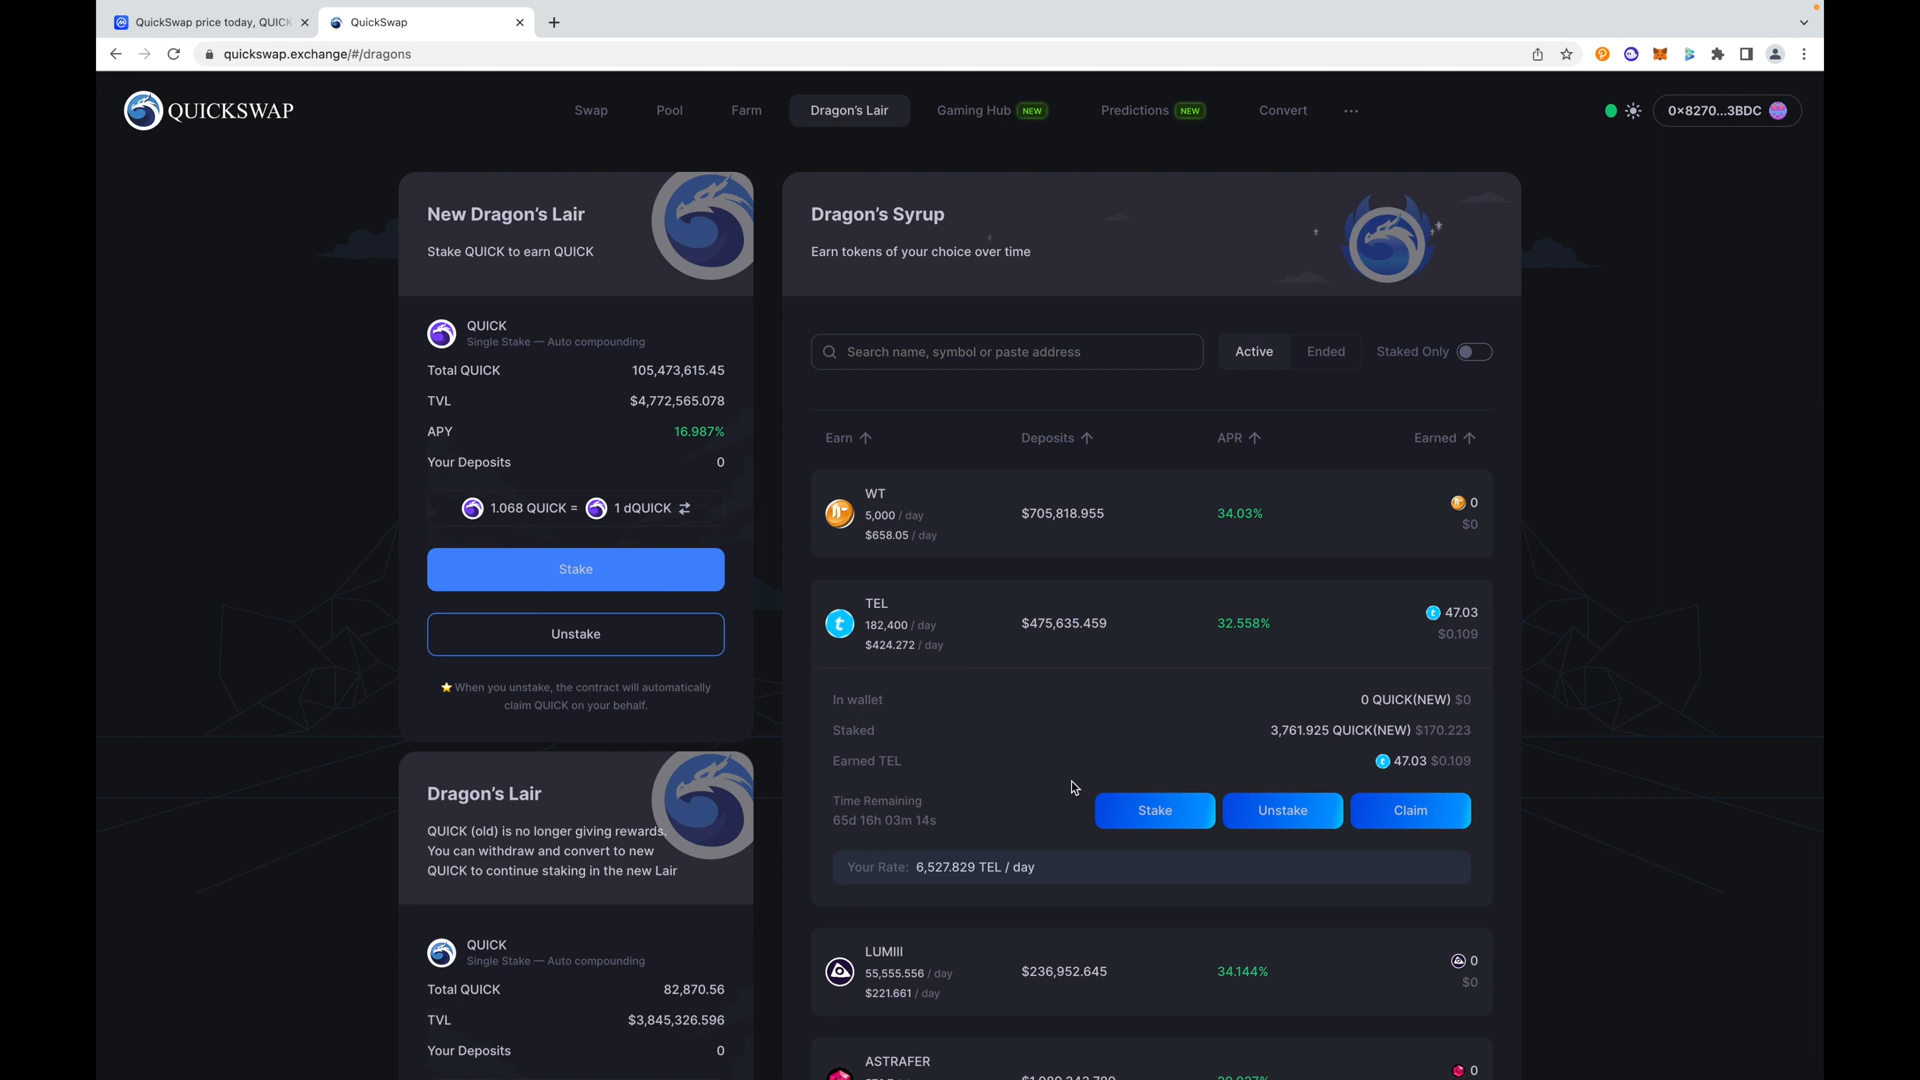 QuickSwap price today, QUICK
QuickSwap
quickswap.exchange/#/dragons
QUICKSWAP
Swap
Pool
Farm
Dragon's Lair
Gaming Hub NEW
Predictions NEW
Convert
0×8270...3BDC
New Dragon's Lair
Stake QUICK to earn QUICK
QUICK
Single Stake — Auto compounding
Total QUICK 105,473,615.45
TVL $4,772,565.078
APY 16.987%
Your Deposits 0
1.068 QUICK = 1 dQUICK
Stake
Unstake
⭐ When you unstake, the contract will automatically
claim QUICK on your behalf.
Dragon's Lair
QUICK (old) is no longer giving rewards.
You can withdraw and convert to new
QUICK to continue staking in the new Lair
QUICK
Single Stake — Auto compounding
Total QUICK 82,870.56
TVL $3,845,326.596
Your Deposits 0
Dragon's Syrup
Earn tokens of your choice over time
Search name, symbol or paste address
Active
Ended
Staked Only
Earn Deposits APR Earned
WT
5,000 / day
$658.05 / day
$705,818.955
34.03%
0
$0
TEL
182,400 / day
$424.272 / day
$475,635.459
32.558%
47.03
$0.109
In wallet 0 QUICK(NEW) $0
Staked 3,761.925 QUICK(NEW) $170.223
Earned TEL 47.03 $0.109
Time Remaining
65d 16h 03m 14s
Stake
Unstake
Claim
Your Rate: 6,527.829 TEL / day
LUMIII
55,555.556 / day
$221.661 / day
$236,952.645
34.144%
0
$0
ASTRAFER
0